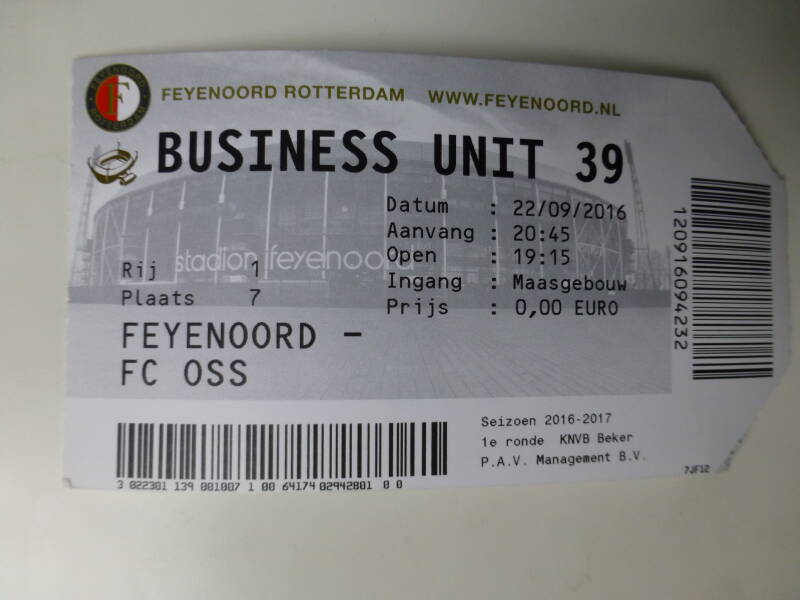 FEYENOORD ROTTERDAM WWW.FEYENOORD.NL
FEYENOORD
ROTTERDAM
F
BUSINESS UNIT 39
Datum : 22/09/2016
Aanvang : 20:45
Open : 19:15
Ingang : Maasgebouw
Prijs : 0,00 EURO
stadion feyenoord
Rij 1
Plaats 7
FEYENOORD -
FC OSS
120916094232
Seizoen 2016-2017
1e ronde KNVB Beker
P.A.V. Management B.V.
7JF12
3 022301 139 001007 1 00 64174 02942801 0 0